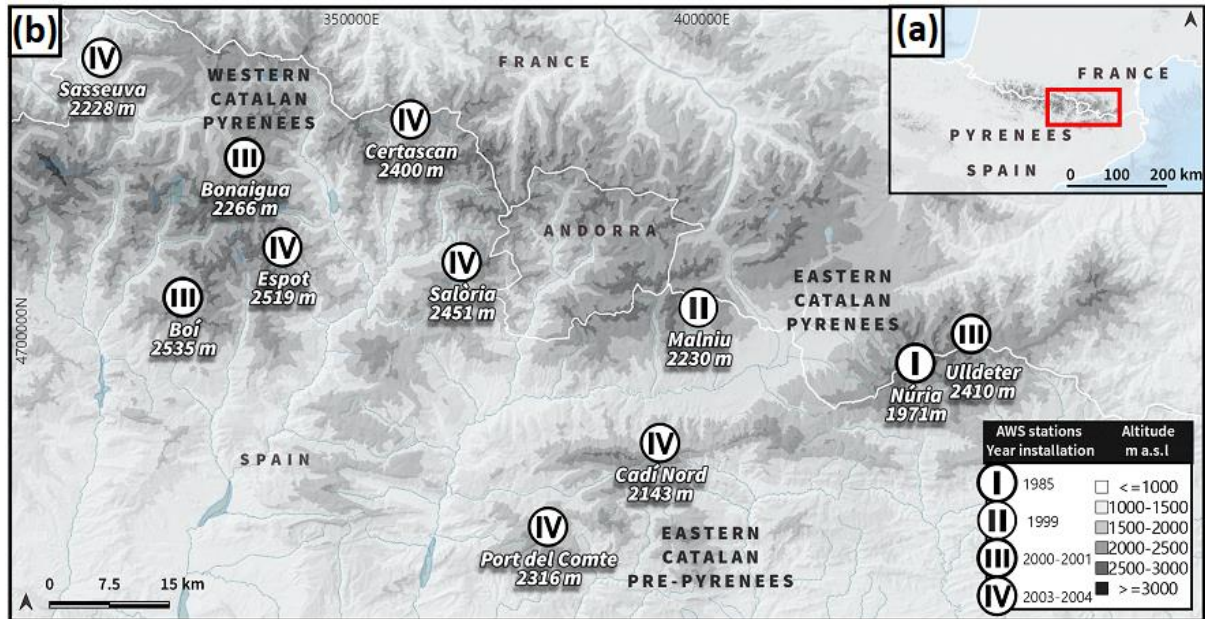 (b)
350000E
400000E
4700000N
(a)
FRANCE
PYRENEES
SPAIN
0 100 200 km
FRANCE
WESTERN
CATALAN
PYRENEES
IV
Sasseuva
2228 m
IV
Certascan
2400 m
III
Bonaigua
2266 m
IV
Espot
2519 m
III
Boí
2535 m
IV
Salòria
2451 m
ANDORRA
II
Malniu
2230 m
EASTERN
CATALAN
PYRENEES
III
Ulldeter
2410 m
I
Núria
1971m
SPAIN
IV
Cadí Nord
2143 m
IV
Port del Comte
2316 m
EASTERN
CATALAN
PRE-PYRENEES
0 7.5 15 km
AWS stations
Year installation
I 1985
II 1999
III 2000-2001
IV 2003-2004
Altitude
m a.s.l
<=1000
1000-1500
1500-2000
2000-2500
2500-3000
>=3000